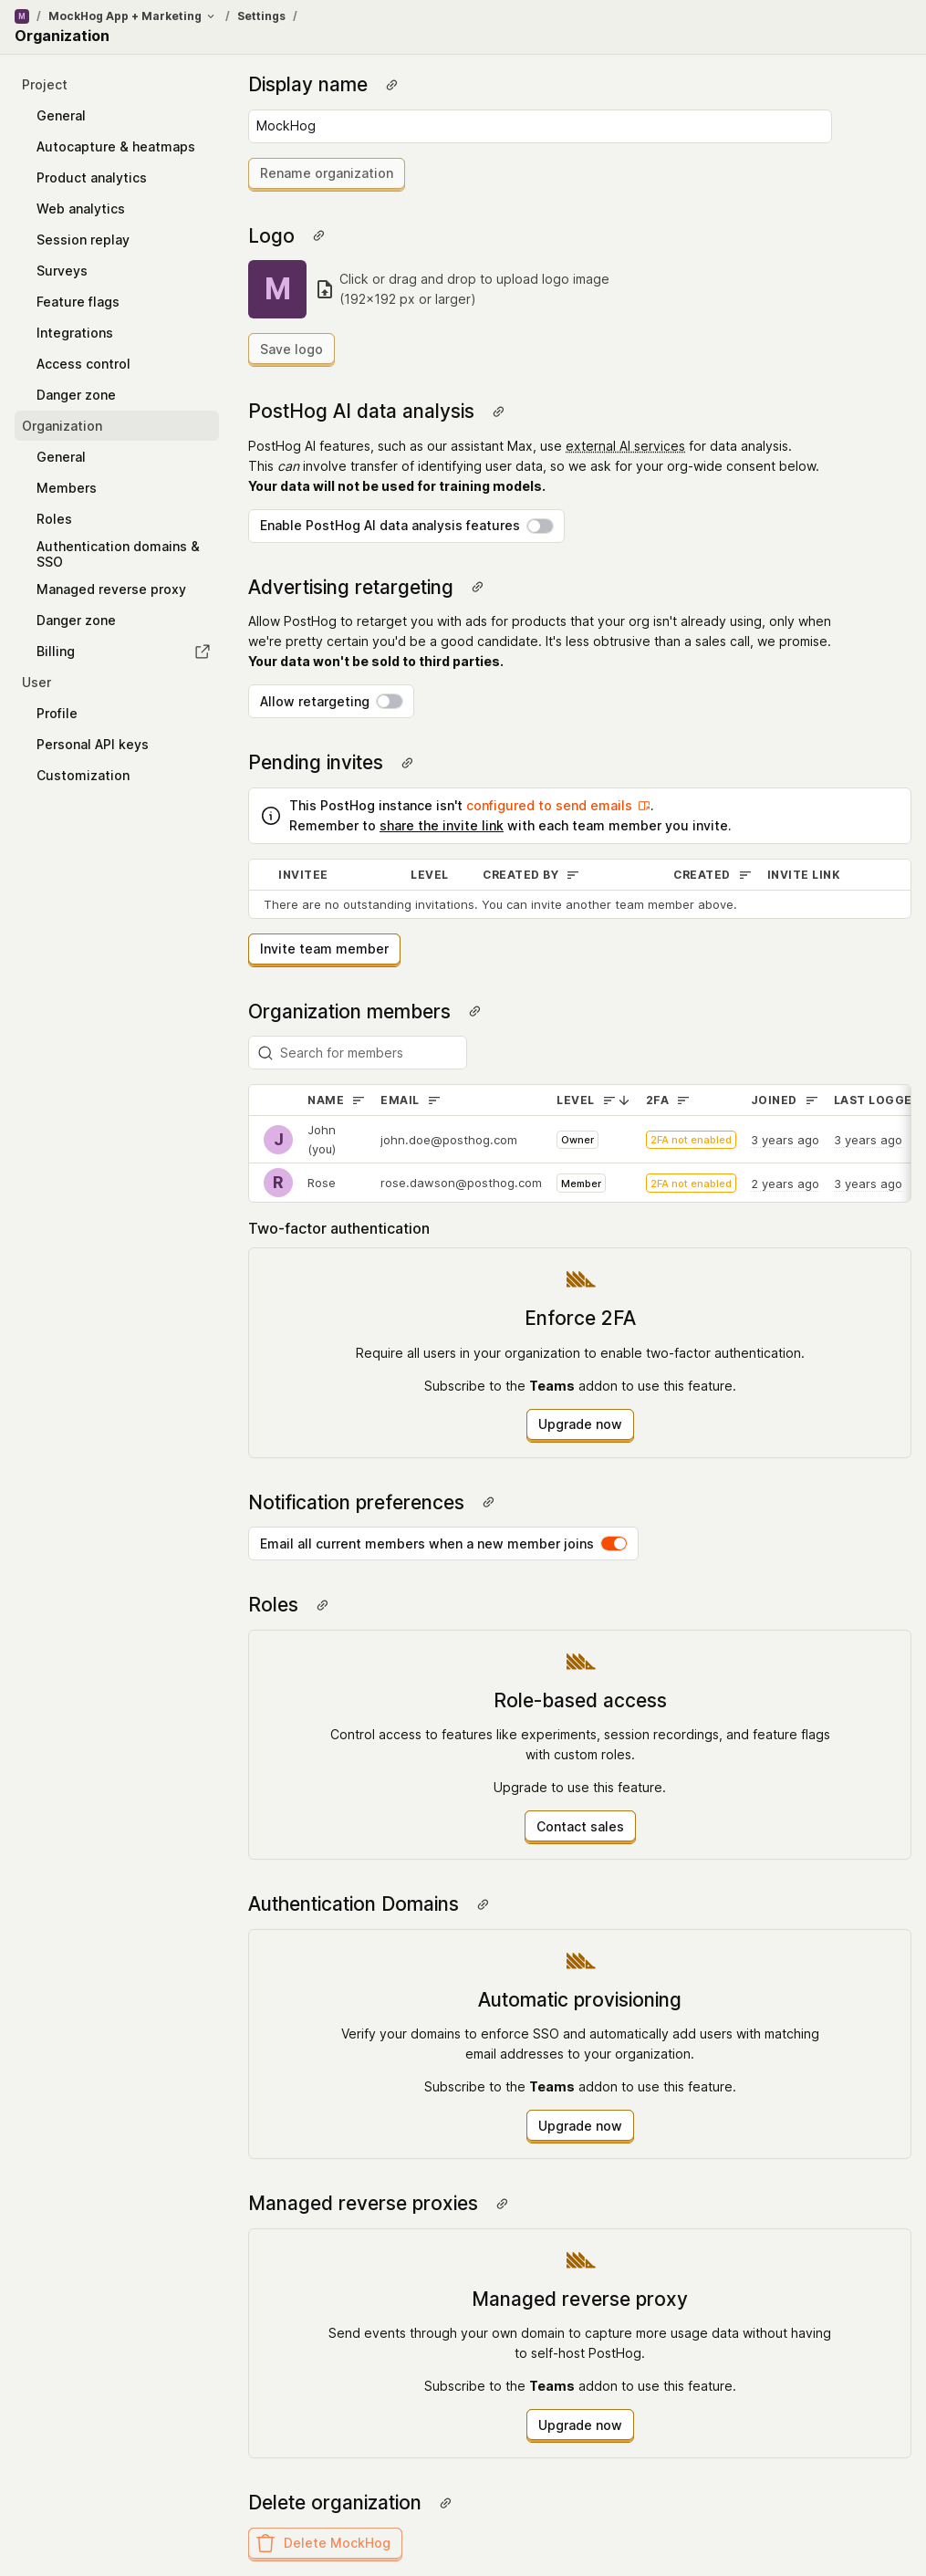 M / MockHog App + Marketing / Settings /
Organization
Project
General
Autocapture & heatmaps
Product analytics
Web analytics
Session replay
Surveys
Feature flags
Integrations
Access control
Danger zone
Organization
General
Members
Roles
Authentication domains &
SSO
Managed reverse proxy
Danger zone
Billing
User
Profile
Personal API keys
Customization
Display name
MockHog
Rename organization
Logo
M
Click or drag and drop to upload logo image
(192×192 px or larger)
Save logo
PostHog AI data analysis
PostHog AI features, such as our assistant Max, use external AI services for data analysis.
This can involve transfer of identifying user data, so we ask for your org-wide consent below.
Your data will not be used for training models.
Enable PostHog AI data analysis features
Advertising retargeting
Allow PostHog to retarget you with ads for products that your org isn't already using, only when
we're pretty certain you'd be a good candidate. It's less obtrusive than a sales call, we promise.
Your data won't be sold to third parties.
Allow retargeting
Pending invites
This PostHog instance isn't configured to send emails.
Remember to share the invite link with each team member you invite.
INVITEE LEVEL CREATED BY CREATED INVITE LINK
There are no outstanding invitations. You can invite another team member above.
Invite team member
Organization members
Search for members
NAME EMAIL LEVEL 2FA JOINED LAST LOGGE
J John (you) john.doe@posthog.com Owner 2FA not enabled 3 years ago 3 years ago
R Rose rose.dawson@posthog.com Member 2FA not enabled 2 years ago 3 years ago
Two-factor authentication
Enforce 2FA
Require all users in your organization to enable two-factor authentication.
Subscribe to the Teams addon to use this feature.
Upgrade now
Notification preferences
Email all current members when a new member joins
Roles
Role-based access
Control access to features like experiments, session recordings, and feature flags
with custom roles.
Upgrade to use this feature.
Contact sales
Authentication Domains
Automatic provisioning
Verify your domains to enforce SSO and automatically add users with matching
email addresses to your organization.
Subscribe to the Teams addon to use this feature.
Upgrade now
Managed reverse proxies
Managed reverse proxy
Send events through your own domain to capture more usage data without having
to self-host PostHog.
Subscribe to the Teams addon to use this feature.
Upgrade now
Delete organization
Delete MockHog